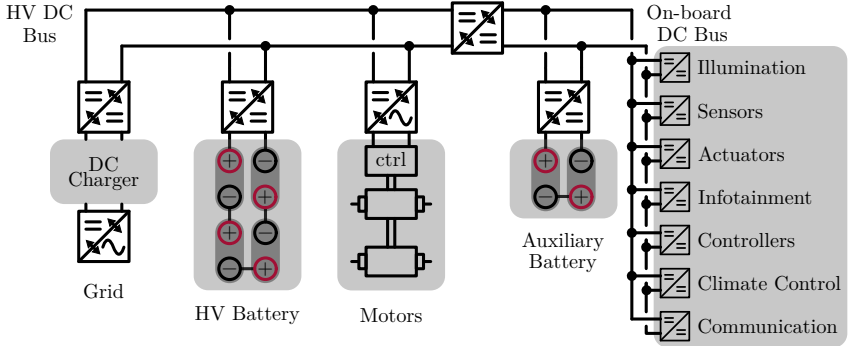 HV DC
Bus
On-board
DC Bus
Illumination
Sensors
Actuators
Infotainment
Controllers
Climate Control
Communication
DC
Charger
Grid
HV Battery
ctrl
Motors
Auxiliary
Battery